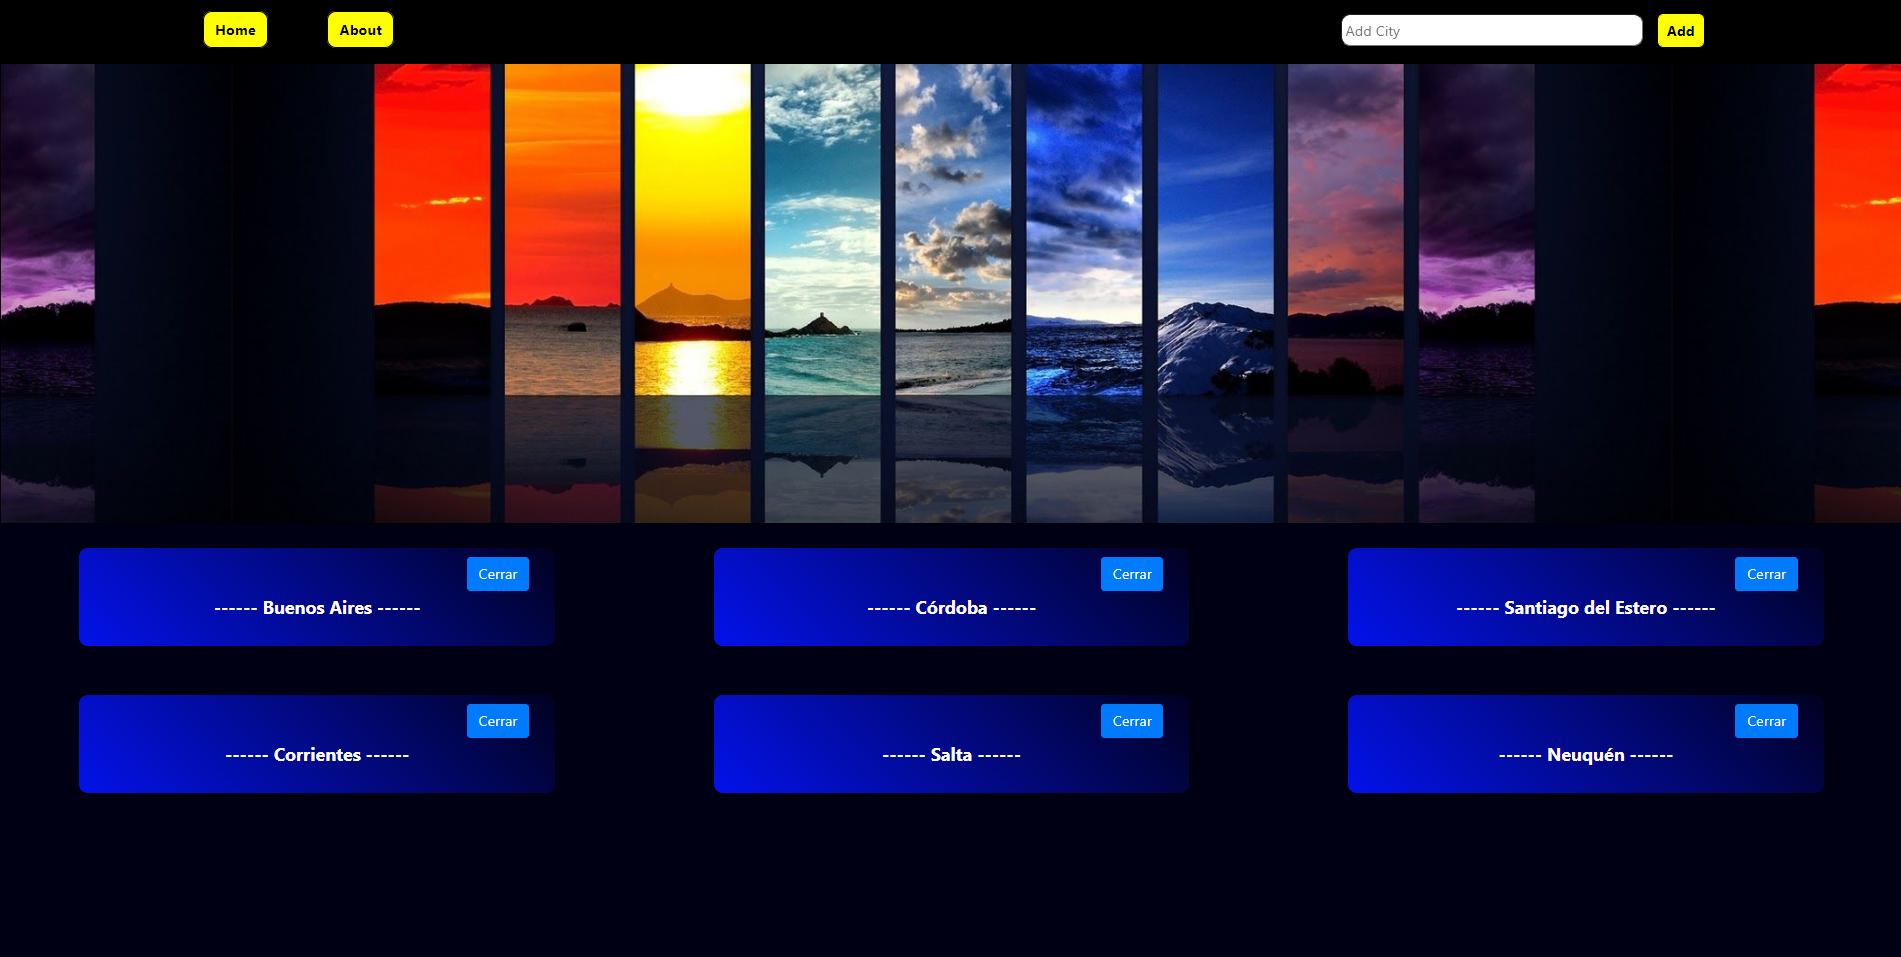 Home
About
Add City
Add
Cerrar
------ Buenos Aires ------
Cerrar
------ Córdoba ------
Cerrar
------ Santiago del Estero ------
Cerrar
------ Corrientes ------
Cerrar
------ Salta ------
Cerrar
------ Neuquén ------